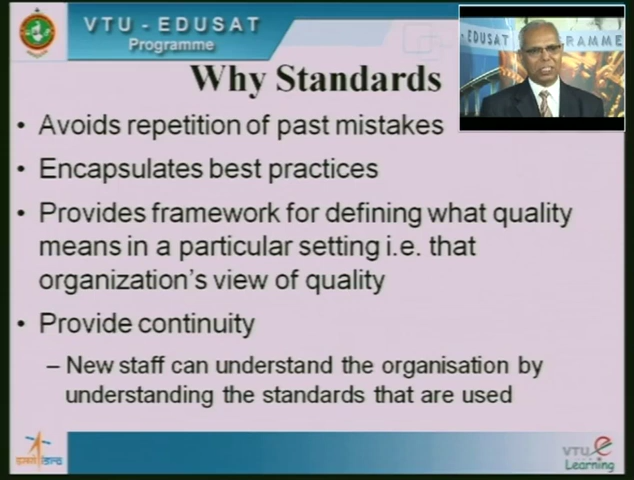 VTU - EDUSAT
Programme
- EDUSAT
GRAMME
Why Standards
• Avoids repetition of past mistakes
• Encapsulates best practices
• Provides framework for defining what quality
means in a particular setting i.e. that
organization's view of quality
• Provide continuity
– New staff can understand the organisation by
understanding the standards that are used
VTU e
Learning